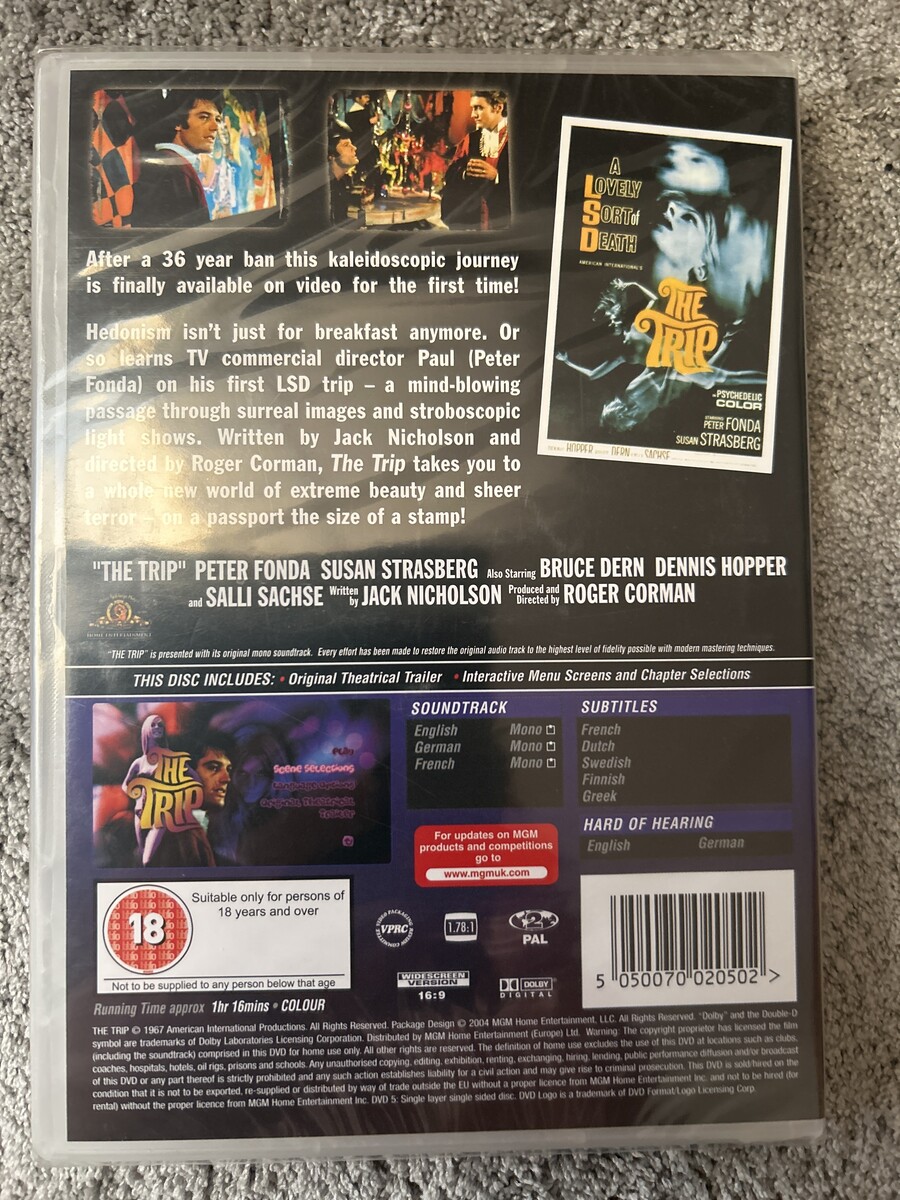 After a 36 year ban this kaleidoscopic journey
is finally available on video for the first time!
Hedonism isn't just for breakfast anymore. Or
so learns TV commercial director Paul (Peter
Fonda) on his first LSD trip – a mind-blowing
passage through surreal images and stroboscopic
light shows. Written by Jack Nicholson and
directed by Roger Corman, The Trip takes you to
a whole new world of extreme beauty and sheer
terror – on a passport the size of a stamp!
A
LOVELY
SORT of
DEATH
AMERICAN INTERNATIONAL'S
THE
TRIP
IN PSYCHEDELIC
COLOR
STARRING
PETER FONDA
SUSAN STRASBERG
HOPPER DERN SACHSE
"THE TRIP" PETER FONDA SUSAN STRASBERG Also Starring BRUCE DERN DENNIS HOPPER
and SALLI SACHSE Written by JACK NICHOLSON Produced and Directed by ROGER CORMAN
HOME ENTERTAINMENT
"THE TRIP" is presented with its original mono soundtrack. Every effort has been made to restore the original audio track to the highest level of fidelity possible with modern mastering techniques.
THIS DISC INCLUDES: • Original Theatrical Trailer • Interactive Menu Screens and Chapter Selections
THE
TRIP
Play
Scene Selections
Language Options
Original Theatrical
Trailer
SOUNDTRACK
English Mono
German Mono
French Mono
SUBTITLES
French
Dutch
Swedish
Finnish
Greek
HARD OF HEARING
English German
For updates on MGM
products and competitions
go to
www.mgmuk.com
18
Suitable only for persons of
18 years and over
Not to be supplied to any person below that age
VIDEO PACKAGING REVIEW COMMITTEE
VPRC
1.78:1
2
PAL
WIDESCREEN
VERSION
16:9
DOLBY
DIGITAL
5 050070 020502 >
Running Time approx 1hr 16mins • COLOUR
THE TRIP © 1967 American International Productions. All Rights Reserved. Package Design © 2004 MGM Home Entertainment, LLC. All Rights Reserved. "Dolby" and the Double-D
symbol are trademarks of Dolby Laboratories Licensing Corporation. Distributed by MGM Home Entertainment (Europe) Ltd. Warning: The copyright proprietor has licensed the film
(including the soundtrack) comprised in this DVD for home use only. All other rights are reserved. The definition of home use excludes the use of this DVD at locations such as clubs,
coaches, hospitals, hotels, oil rigs, prisons and schools. Any unauthorised copying, editing, exhibition, renting, exchanging, hiring, lending, public performance diffusion and/or broadcast
of this DVD or any part thereof is strictly prohibited and any such action establishes liability for a civil action and may give rise to criminal prosecution. This DVD is sold/hired on the
condition that it is not to be exported, re-supplied or distributed by way of trade outside the EU without a proper licence from MGM Home Entertainment Inc. and not to be hired (for
rental) without the proper licence from MGM Home Entertainment Inc. DVD 5: Single layer single sided disc. DVD Logo is a trademark of DVD Format/Logo Licensing Corp.